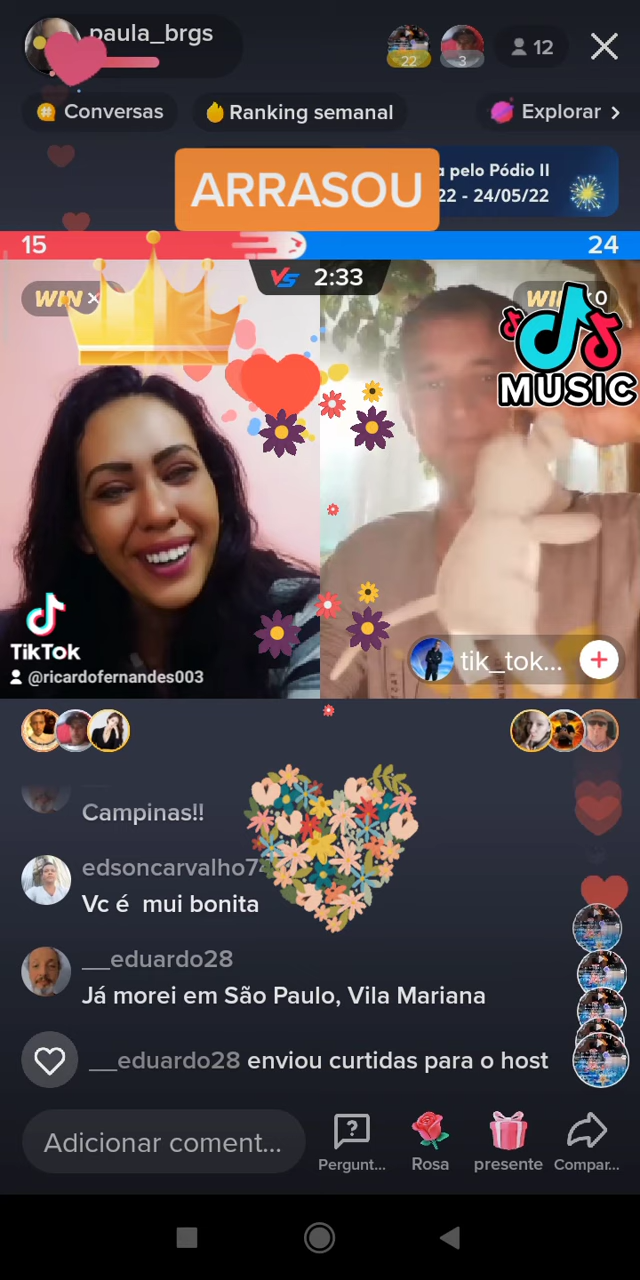 paula_brgs
22
3
12
Conversas
Ranking semanal
Explorar
ARRASOU
a pelo Pódio II
22 - 24/05/22
15
24
WIN ×
VS 2:33
MUSIC
TikTok
@ricardofernandes003
tik_tok...
Campinas!!
edsoncarvalho74
Vc é mui bonita
__eduardo28
Já morei em São Paulo, Vila Mariana
__eduardo28 enviou curtidas para o host
Adicionar coment...
Pergunt...
Rosa
presente
Compar...